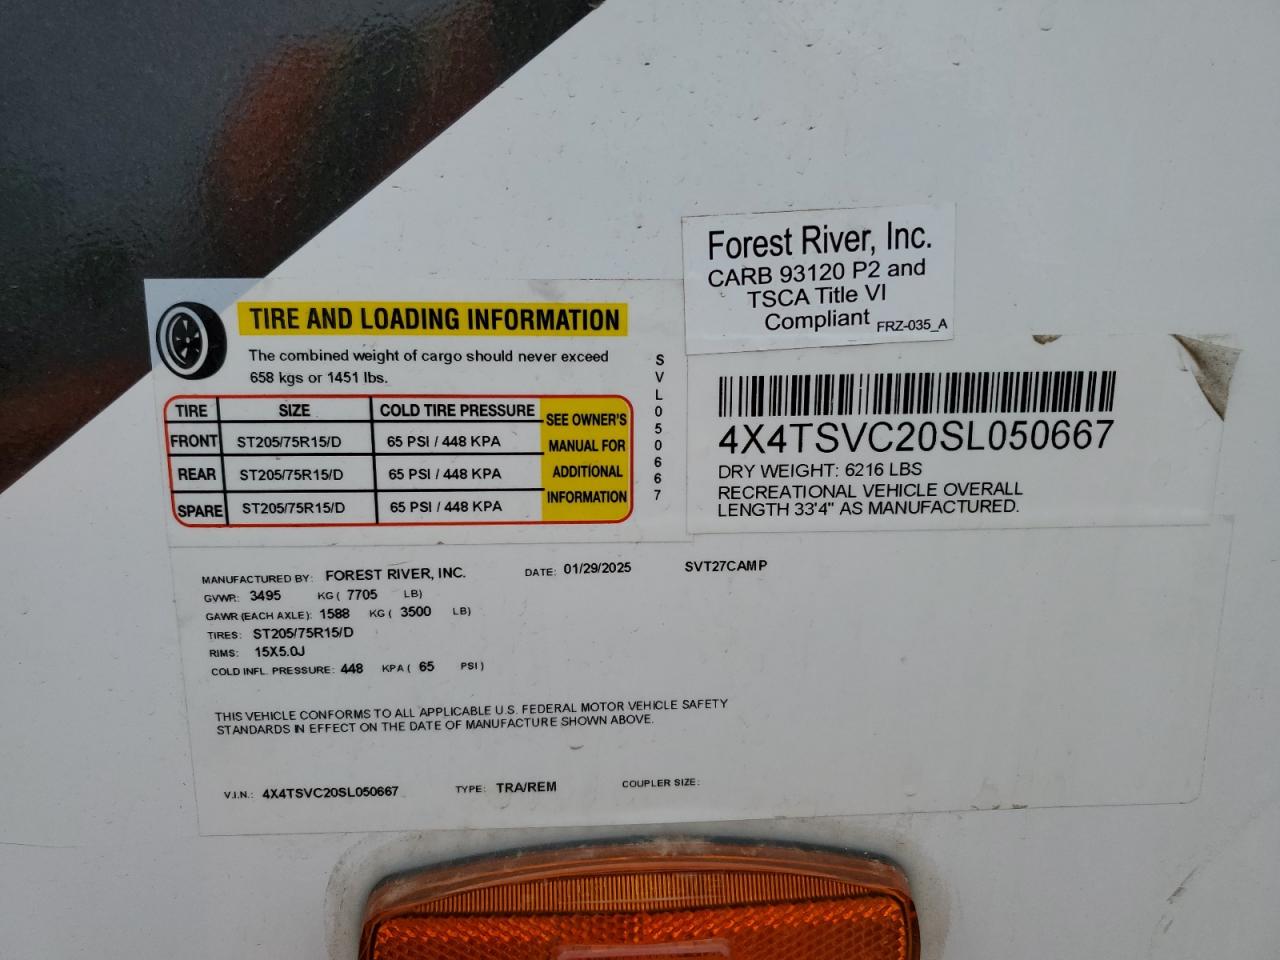 Forest River, Inc.
CARB 93120 P2 and
TSCA Title VI
Compliant FRZ-035_A
TIRE AND LOADING INFORMATION
The combined weight of cargo should never exceed
658 kgs or 1451 lbs.
TIRE SIZE COLD TIRE PRESSURE
FRONT ST205/75R15/D 65 PSI / 448 KPA
REAR ST205/75R15/D 65 PSI / 448 KPA
SPARE ST205/75R15/D 65 PSI / 448 KPA
SEE OWNER'S
MANUAL FOR
ADDITIONAL
INFORMATION
SVL050667
4X4TSVC20SL050667
DRY WEIGHT: 6216 LBS
RECREATIONAL VEHICLE OVERALL
LENGTH 33'4" AS MANUFACTURED.
MANUFACTURED BY: FOREST RIVER, INC. DATE: 01/29/2025 SVT27CAMP
GVWR: 3495 KG ( 7705 LB)
GAWR (EACH AXLE): 1588 KG ( 3500 LB)
TIRES: ST205/75R15/D
RIMS: 15X5.0J
COLD INFL. PRESSURE: 448 KPA ( 65 PSI )
THIS VEHICLE CONFORMS TO ALL APPLICABLE U.S. FEDERAL MOTOR VEHICLE SAFETY
STANDARDS IN EFFECT ON THE DATE OF MANUFACTURE SHOWN ABOVE.
V.I.N.: 4X4TSVC20SL050667 TYPE: TRA/REM COUPLER SIZE: